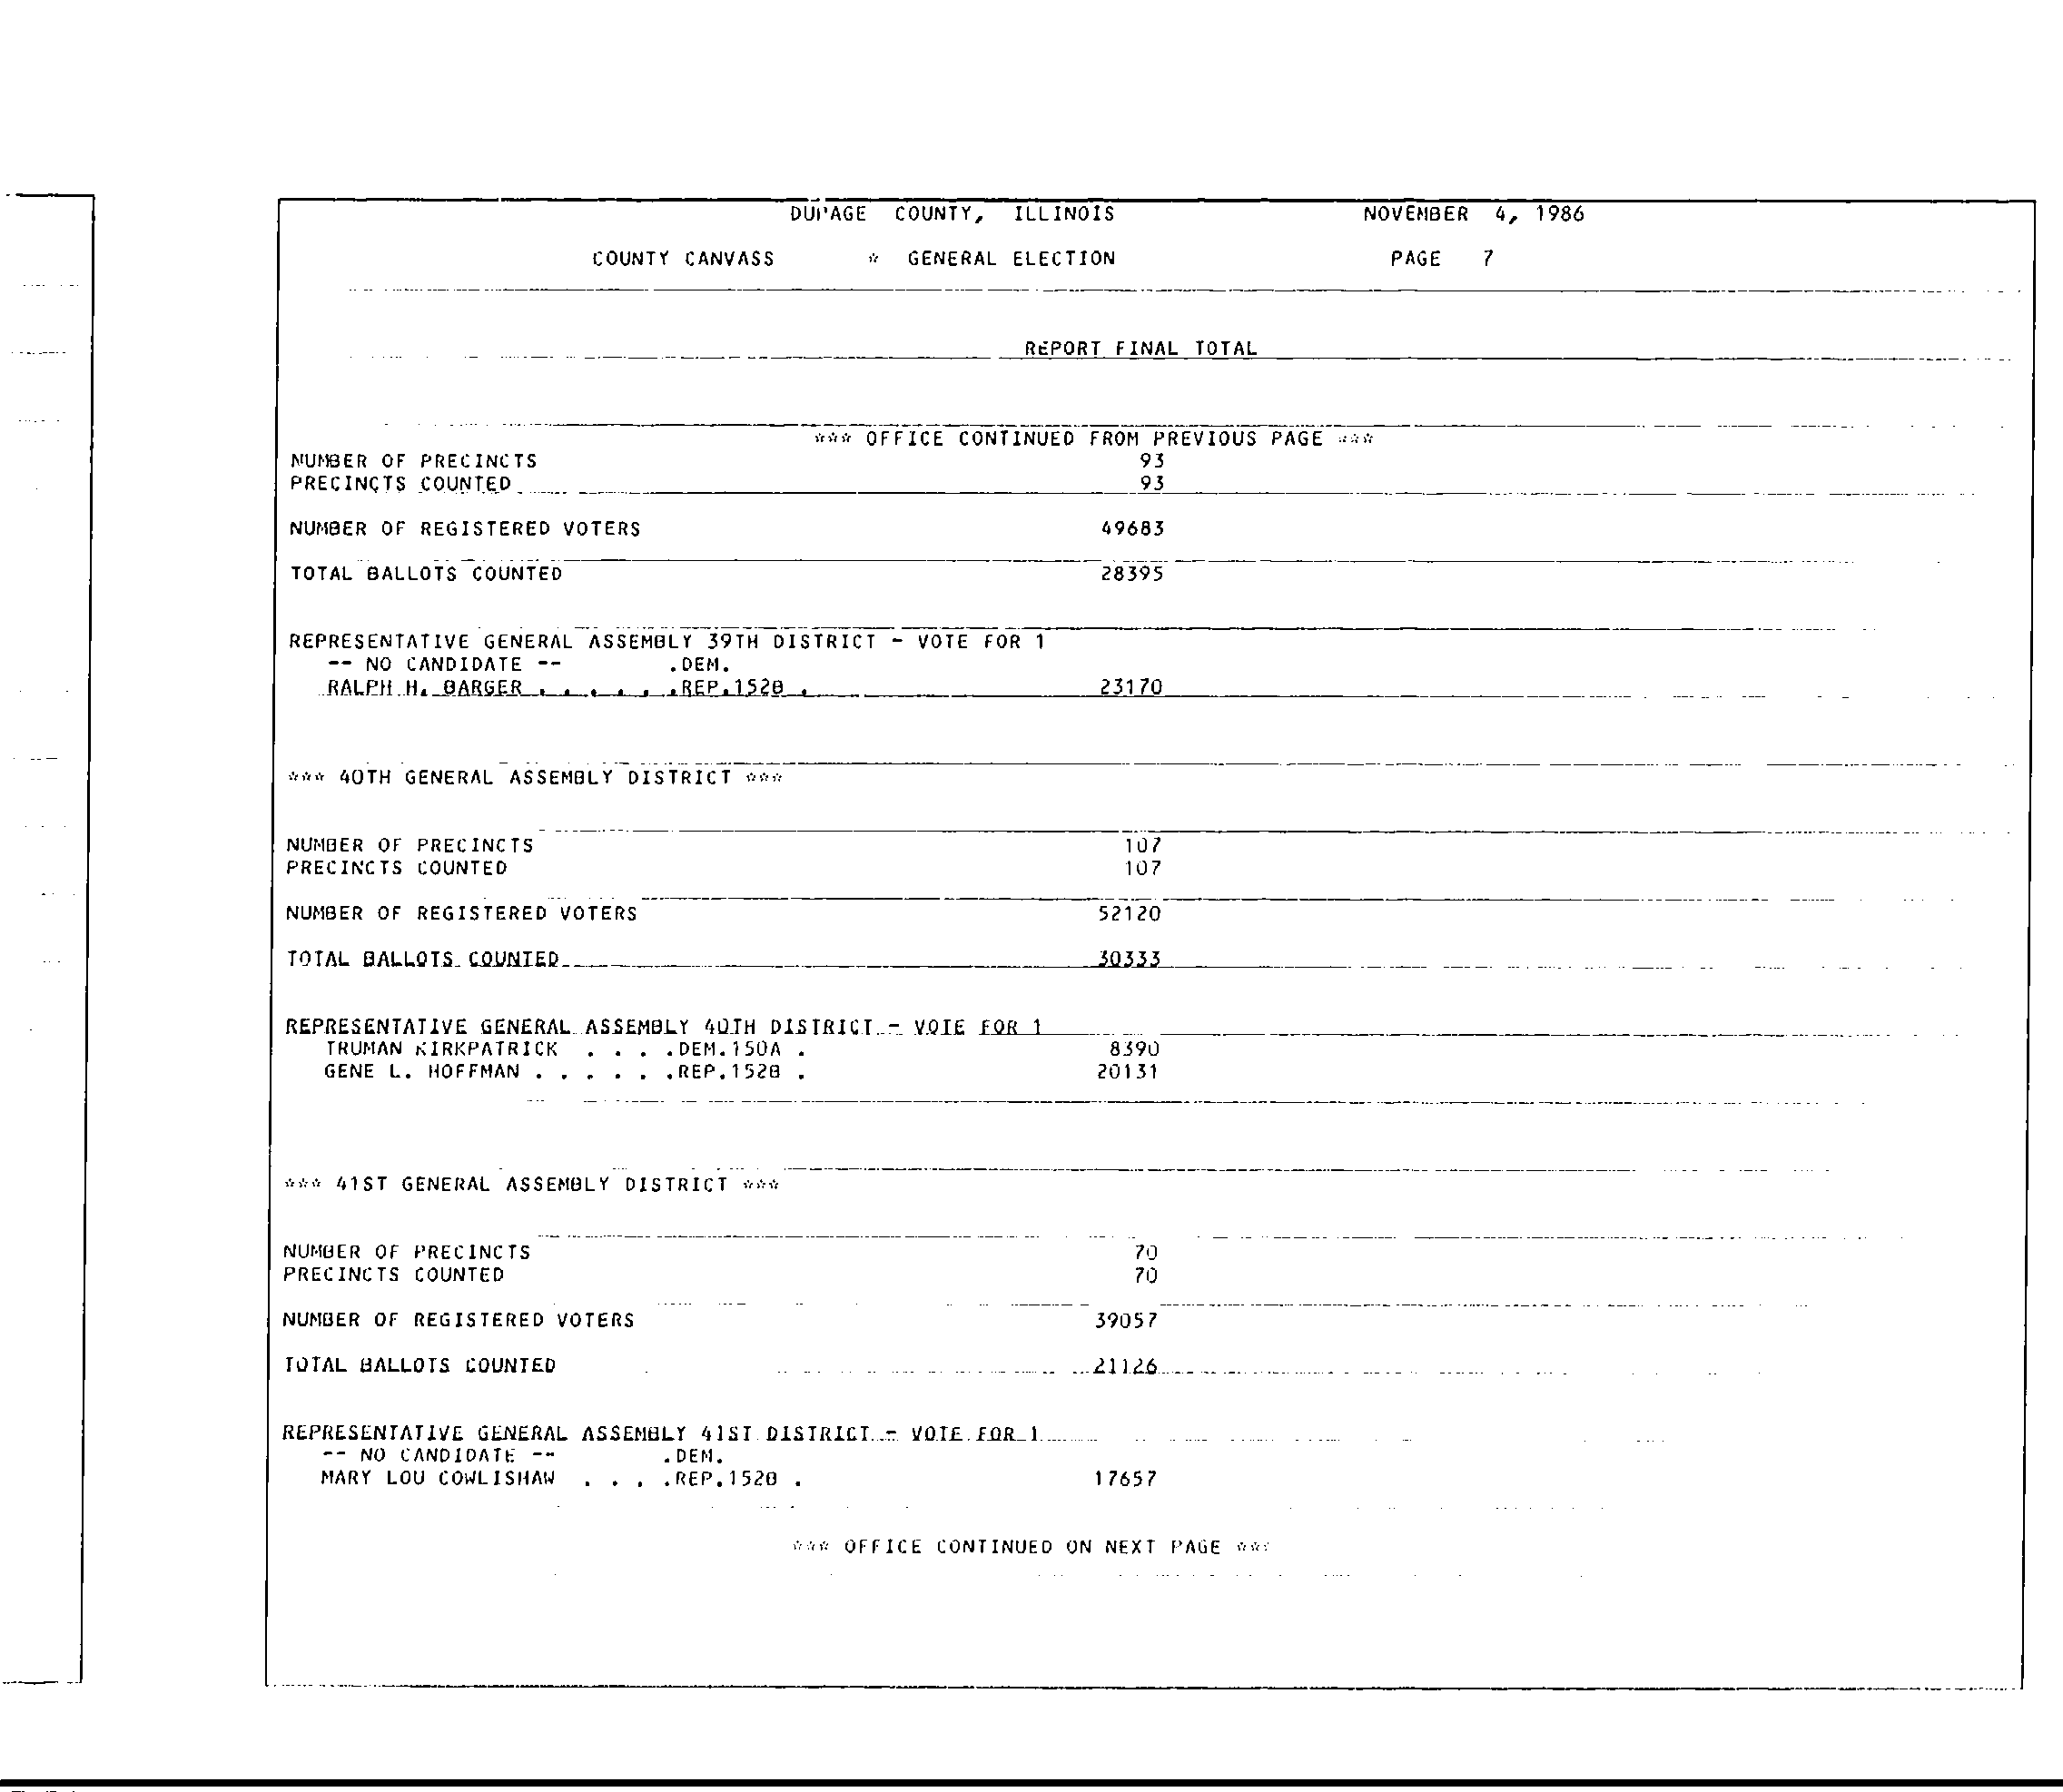 DUPAGE COUNTY, ILLINOIS NOVEMBER 4, 1986
COUNTY CANVASS * GENERAL ELECTION PAGE 7
REPORT FINAL TOTAL
*** OFFICE CONTINUED FROM PREVIOUS PAGE ***
NUMBER OF PRECINCTS 93
PRECINCTS COUNTED 93
NUMBER OF REGISTERED VOTERS 49683
TOTAL BALLOTS COUNTED 28395
REPRESENTATIVE GENERAL ASSEMBLY 39TH DISTRICT - VOTE FOR 1
-- NO CANDIDATE -- .DEM.
RALPH H. BARGER . . . . . .REP.152B . 23170
*** 40TH GENERAL ASSEMBLY DISTRICT ***
NUMBER OF PRECINCTS 107
PRECINCTS COUNTED 107
NUMBER OF REGISTERED VOTERS 52120
TOTAL BALLOTS COUNTED 30333
REPRESENTATIVE GENERAL ASSEMBLY 40TH DISTRICT - VOTE FOR 1
TRUMAN KIRKPATRICK . . . .DEM.150A . 8390
GENE L. HOFFMAN . . . . . .REP.152B . 20131
*** 41ST GENERAL ASSEMBLY DISTRICT ***
NUMBER OF PRECINCTS 70
PRECINCTS COUNTED 70
NUMBER OF REGISTERED VOTERS 39057
TOTAL BALLOTS COUNTED 21126
REPRESENTATIVE GENERAL ASSEMBLY 41ST DISTRICT - VOTE FOR 1
-- NO CANDIDATE -- .DEM.
MARY LOU COWLISHAW . . . .REP.152B . 17657
*** OFFICE CONTINUED ON NEXT PAGE ***